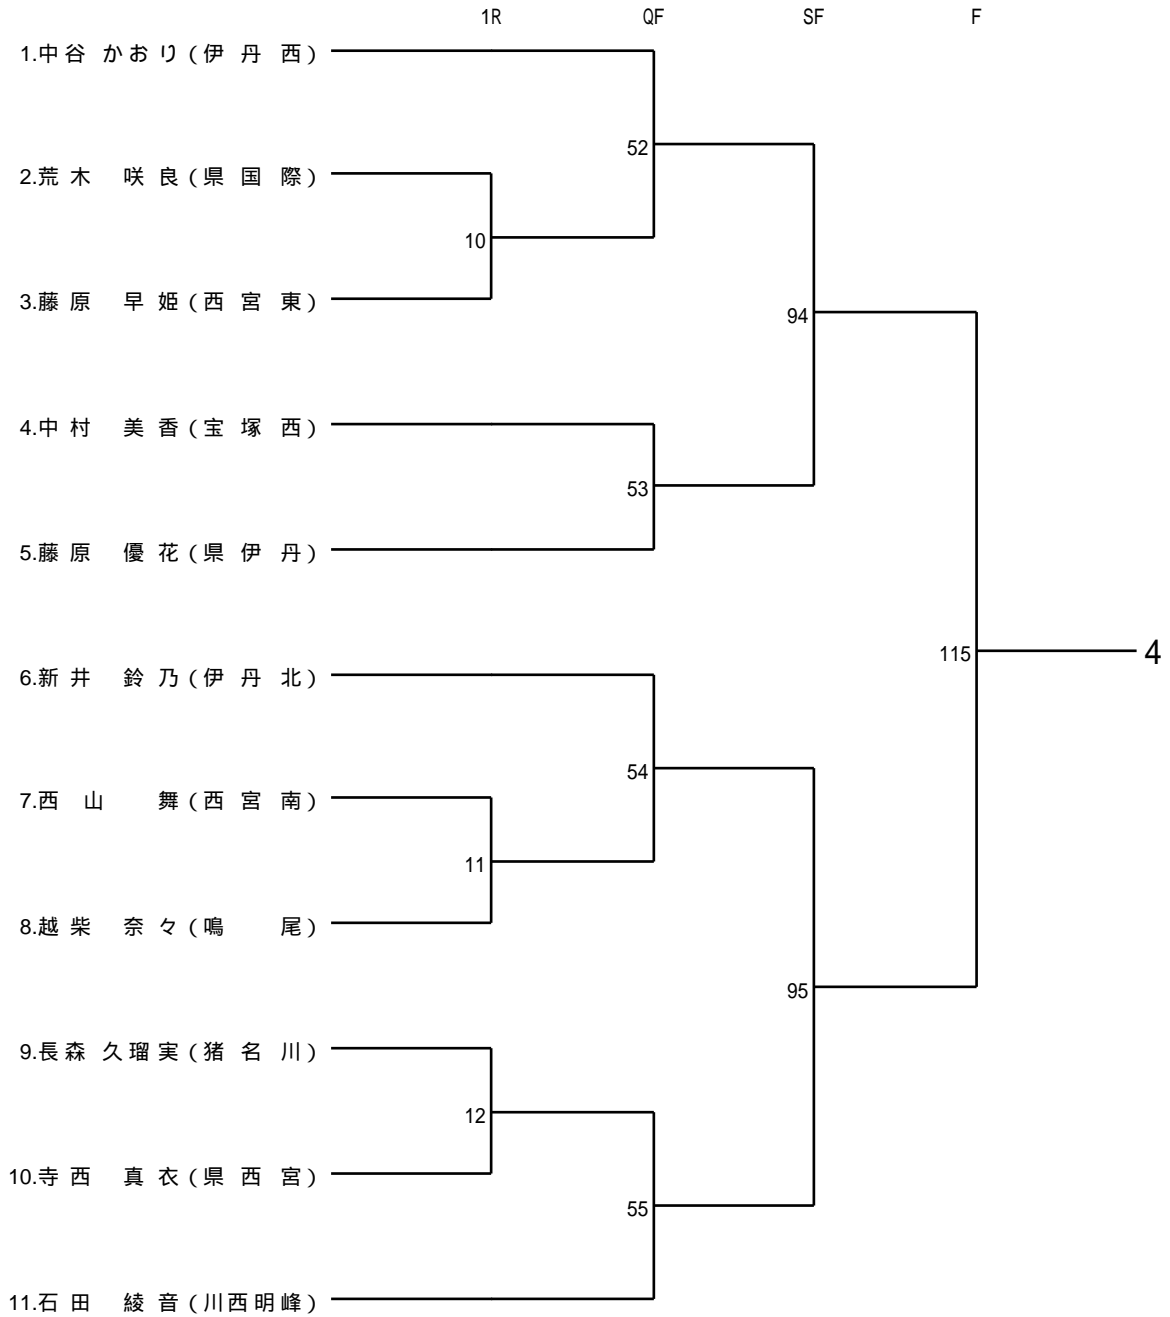 1R QF SF F
1.中谷 かおり(伊丹西)
52
2.荒木 咲良(県国際)
10
3.藤原 早姫(西宮東)
94
4.中村 美香(宝塚西)
53
5.藤原 優花(県伊丹)
115 4
6.新井 鈴乃(伊丹北)
54
7.西山 舞(西宮南)
11
8.越柴 奈々(鳴尾)
95
9.長森 久瑠実(猪名川)
12
10.寺西 真衣(県西宮)
55
11.石田 綾音(川西明峰)